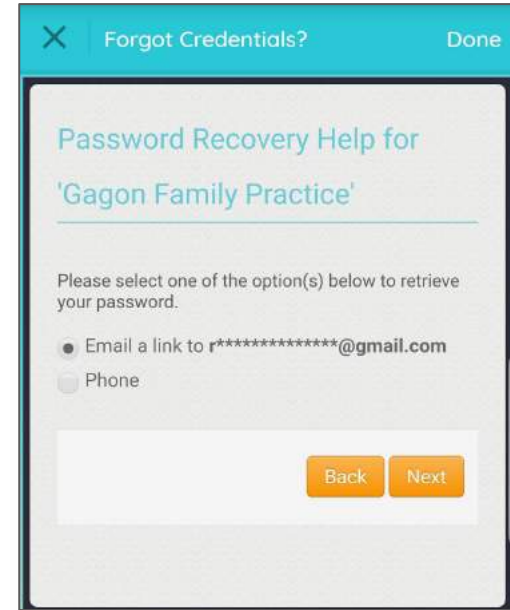 Forgot Credentials? Done
Password Recovery Help for
'Gagon Family Practice'
Please select one of the option(s) below to retrieve
your password.
Email a link to r**************@gmail.com
Phone
Back Next